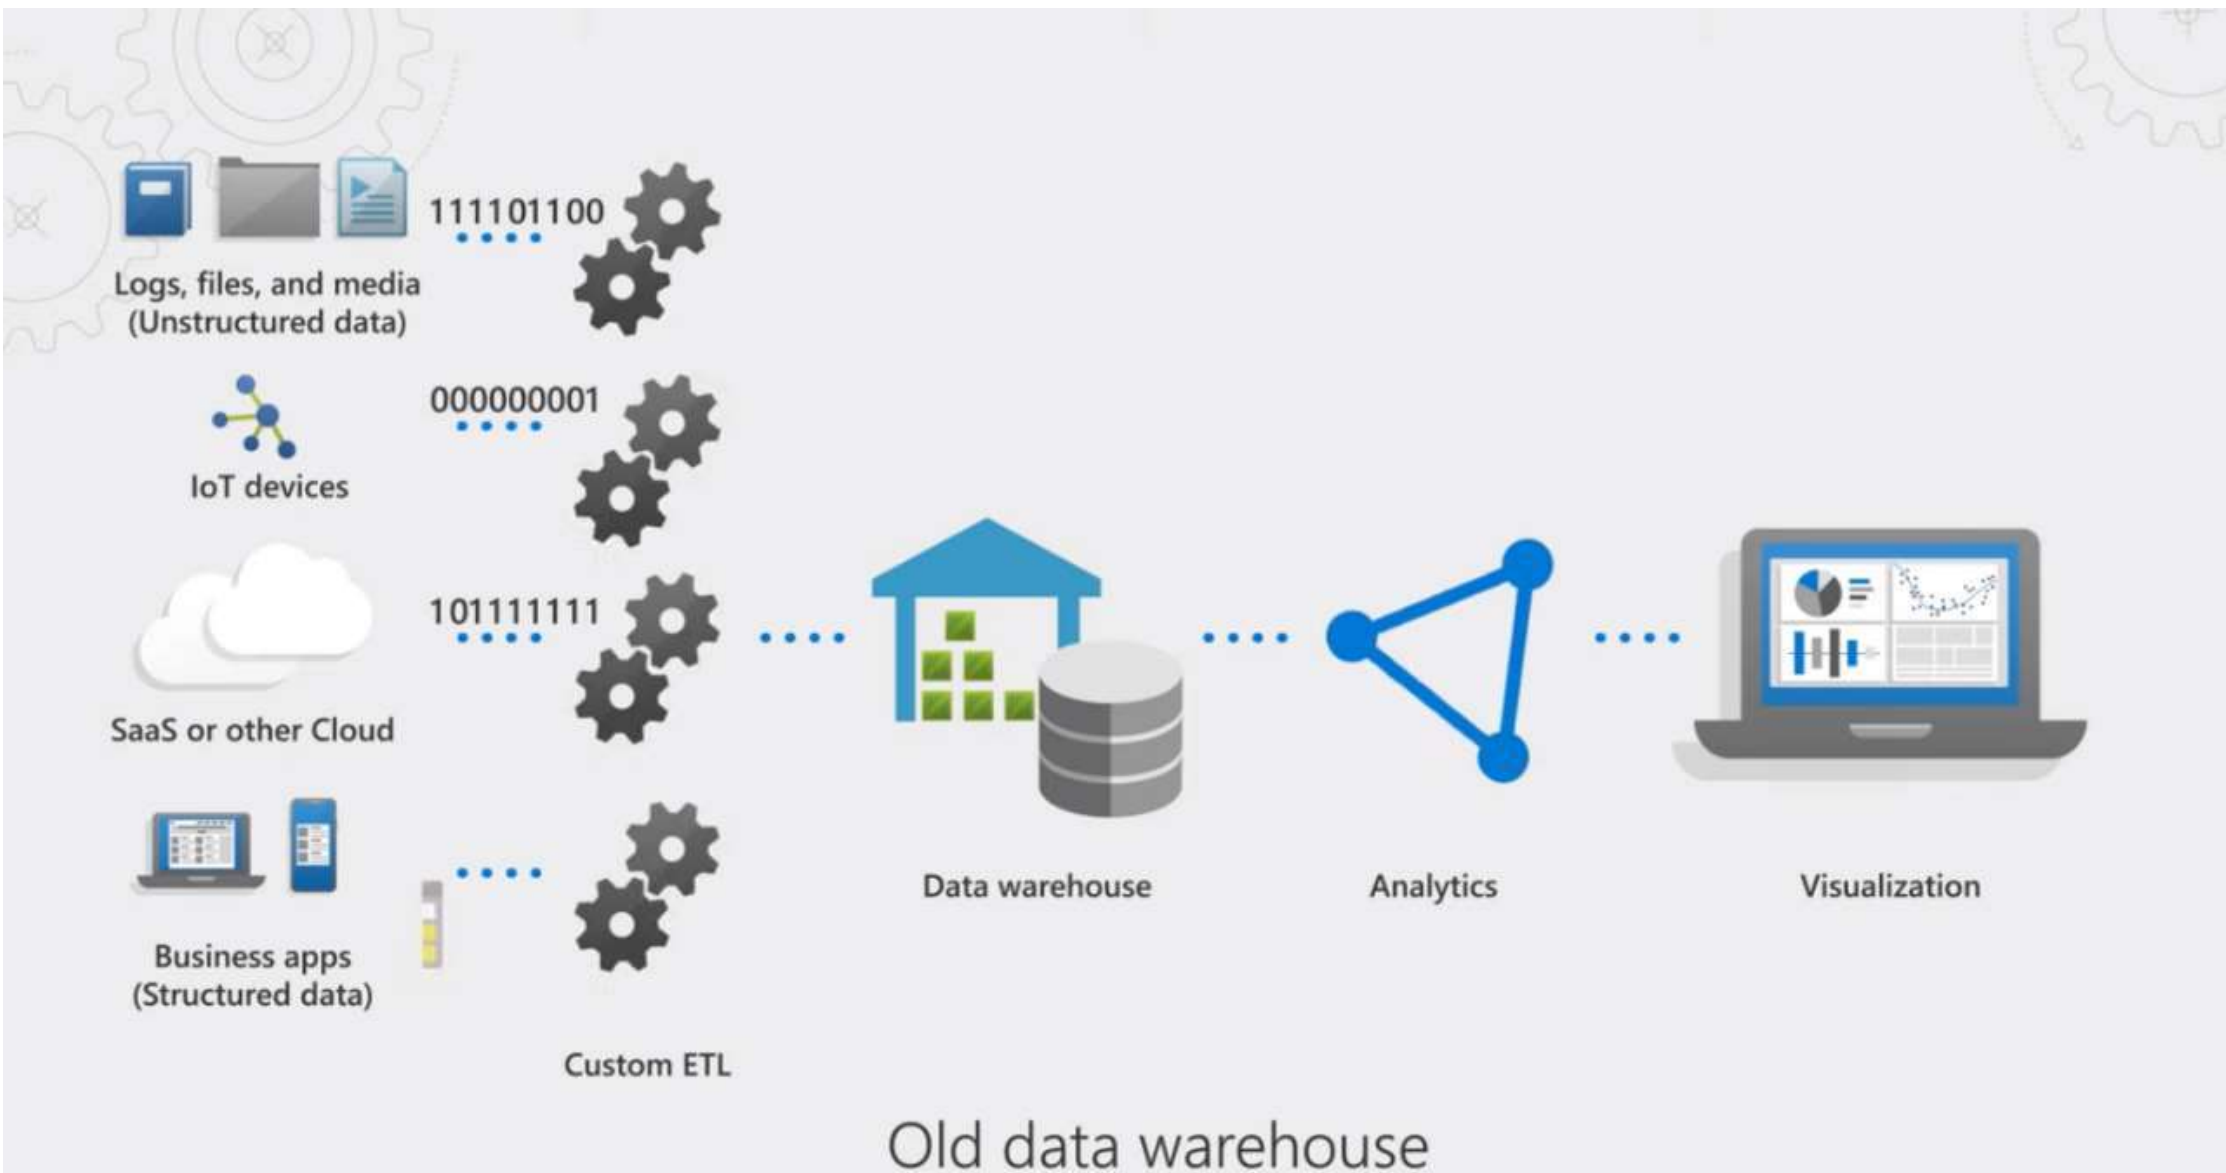 111101100
Logs, files, and media
(Unstructured data)
000000001
IoT devices
101111111
SaaS or other Cloud
Business apps
(Structured data)
Custom ETL
Data warehouse
Analytics
Visualization
Old data warehouse